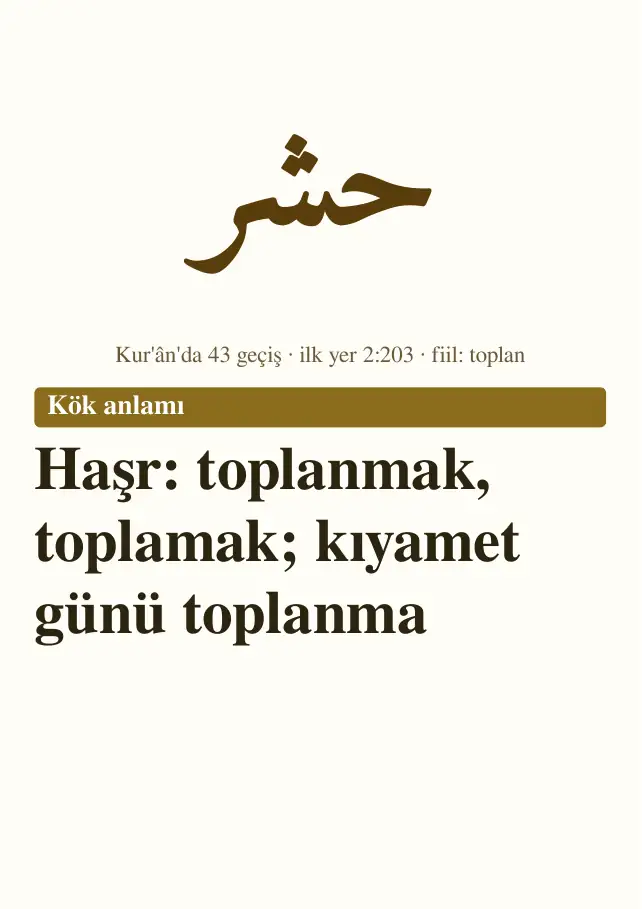 حشر
Kur'ân'da 43 geçiş · ilk yer 2:203 · fiil: toplan
Kök anlamı
Haşr: toplanmak,
toplamak; kıyamet
günü toplanma